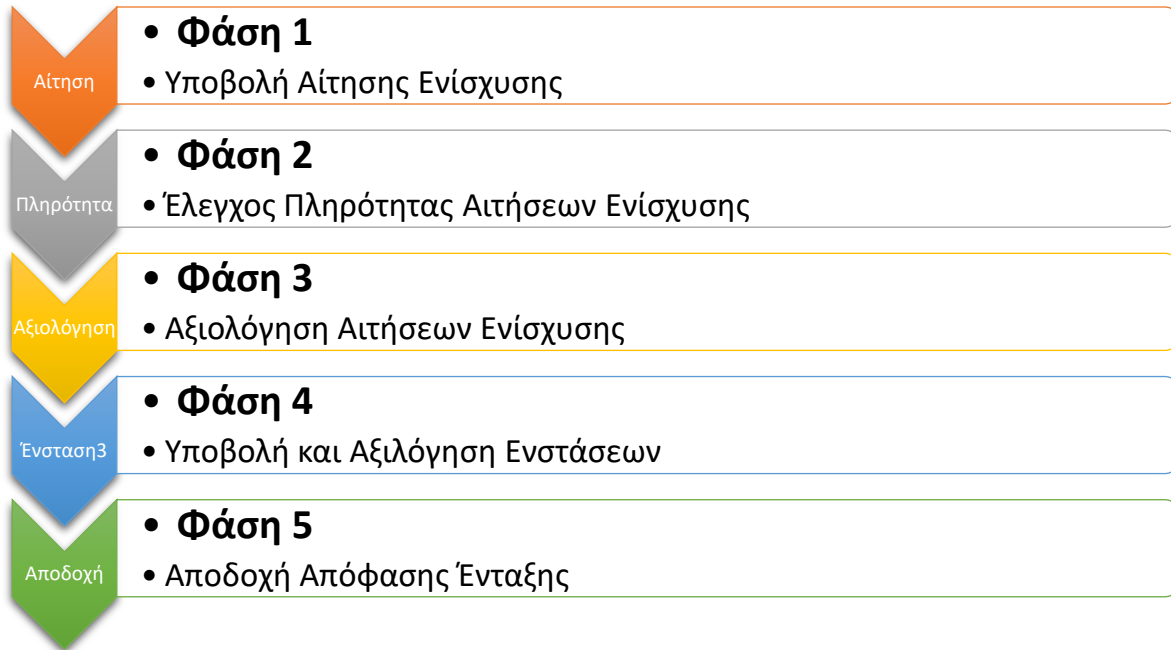 Αίτηση
• Φάση 1
• Υποβολή Αίτησης Ενίσχυσης
Πληρότητα
• Φάση 2
• Έλεγχος Πληρότητας Αιτήσεων Ενίσχυσης
Αξιολόγηση
• Φάση 3
• Αξιολόγηση Αιτήσεων Ενίσχυσης
Ένσταση3
• Φάση 4
• Υποβολή και Αξιλόγηση Ενστάσεων
Αποδοχή
• Φάση 5
• Αποδοχή Απόφασης Ένταξης